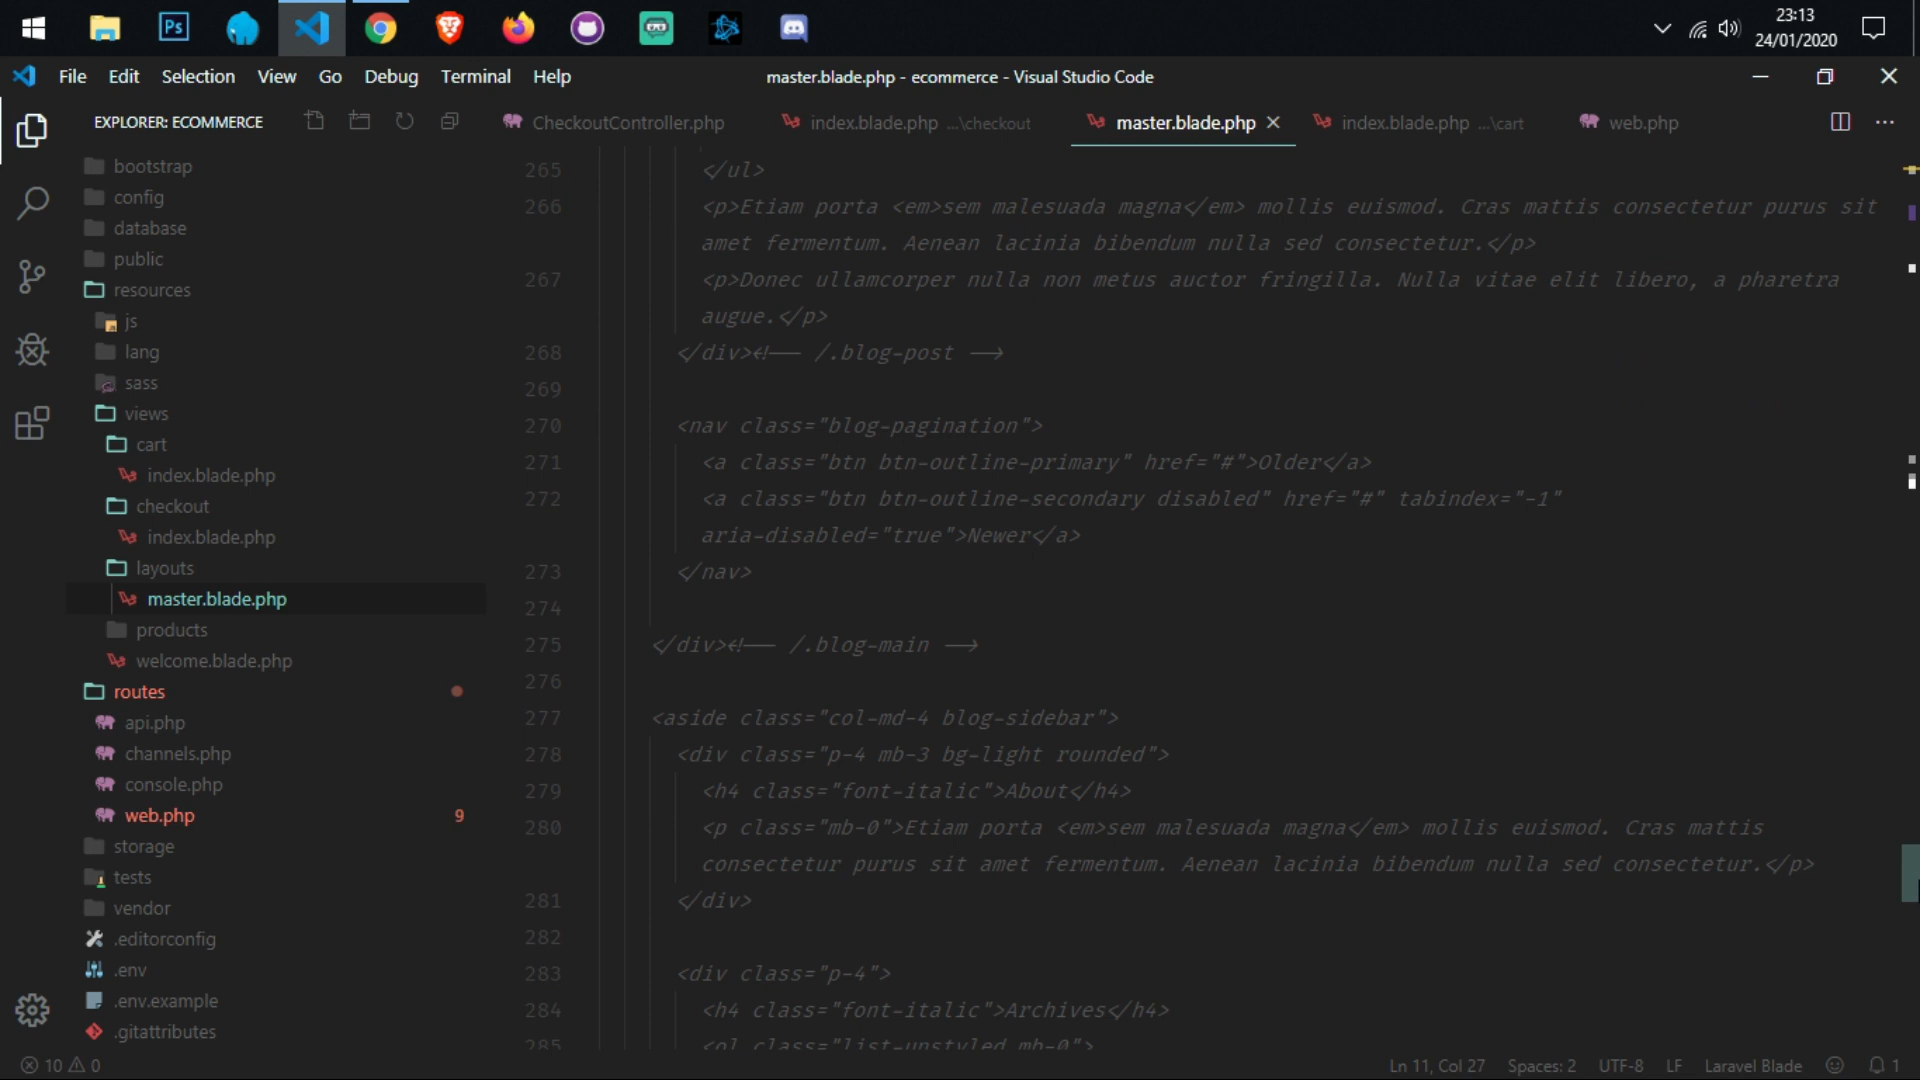 Ps
23:13
24/01/2020
File Edit Selection View Go Debug Terminal Help
master.blade.php - ecommerce - Visual Studio Code
EXPLORER: ECOMMERCE
CheckoutController.php
index.blade.php ...\checkout
master.blade.php
index.blade.php ...\cart
web.php
bootstrap
config
database
public
resources
js
lang
sass
views
cart
index.blade.php
checkout
index.blade.php
layouts
master.blade.php
products
welcome.blade.php
routes
api.php
channels.php
console.php
web.php 9
storage
tests
vendor
.editorconfig
.env
.env.example
.gitattributes
265 </ul>
266 <p>Etiam porta <em>sem malesuada magna</em> mollis euismod. Cras mattis consectetur purus sit
amet fermentum. Aenean lacinia bibendum nulla sed consectetur.</p>
267 <p>Donec ullamcorper nulla non metus auctor fringilla. Nulla vitae elit libero, a pharetra
augue.</p>
268 </div><!-- /.blog-post -->
269
270 <nav class="blog-pagination">
271 <a class="btn btn-outline-primary" href="#">Older</a>
272 <a class="btn btn-outline-secondary disabled" href="#" tabindex="-1"
aria-disabled="true">Newer</a>
273 </nav>
274
275 </div><!-- /.blog-main -->
276
277 <aside class="col-md-4 blog-sidebar">
278 <div class="p-4 mb-3 bg-light rounded">
279 <h4 class="font-italic">About</h4>
280 <p class="mb-0">Etiam porta <em>sem malesuada magna</em> mollis euismod. Cras mattis
consectetur purus sit amet fermentum. Aenean lacinia bibendum nulla sed consectetur.</p>
281 </div>
282
283 <div class="p-4">
284 <h4 class="font-italic">Archives</h4>
285 <ol class="list-unstyled mb-0">
10 0
Ln 11, Col 27 Spaces: 2 UTF-8 LF Laravel Blade 1